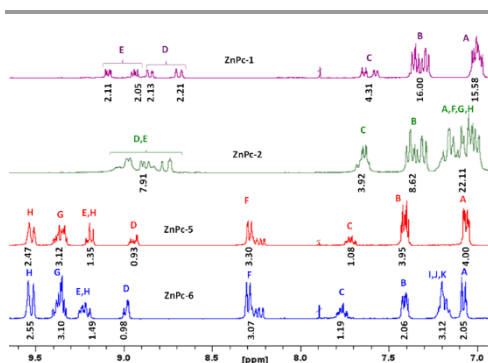 E D C B A
ZnPc-1
2.11 2.05 2.13 2.21 4.31 16.00 15.58
D,E C B A,F,G,H
ZnPc-2
7.91 3.92 8.62 22.11
H G E,H D F C B A
ZnPc-5
2.47 3.12 1.35 0.93 3.30 1.08 3.95 4.00
H G E,H D F C B I,J,K A
ZnPc-6
2.55 3.10 1.49 0.98 3.07 1.19 2.06 3.12 2.05
9.5 9.0 8.5 [ppm] 8.0 7.5 7.0